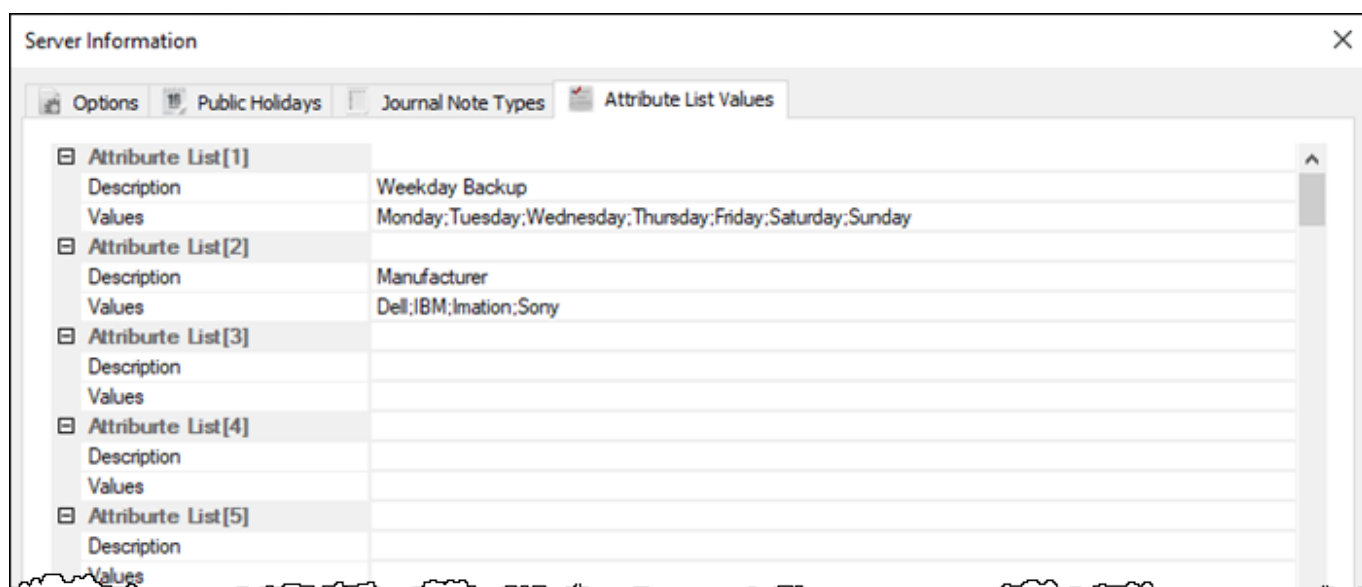 Server Information
Options Public Holidays Journal Note Types Attribute List Values
Attriburte List[1]
Description Weekday Backup
Values Monday;Tuesday;Wednesday;Thursday;Friday;Saturday;Sunday
Attriburte List[2]
Description Manufacturer
Values Dell;IBM;Imation;Sony
Attriburte List[3]
Description
Values
Attriburte List[4]
Description
Values
Attriburte List[5]
Description
Values